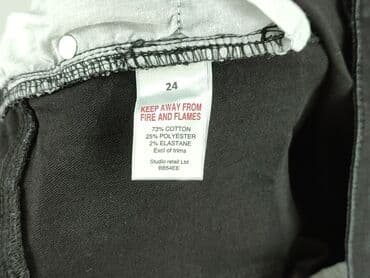 24
KEEP AWAY FROM
FIRE AND FLAMES
73% COTTON
25% POLYESTER
2% ELASTANE
Excl of trims
Studio retail Ltd
BB54EE